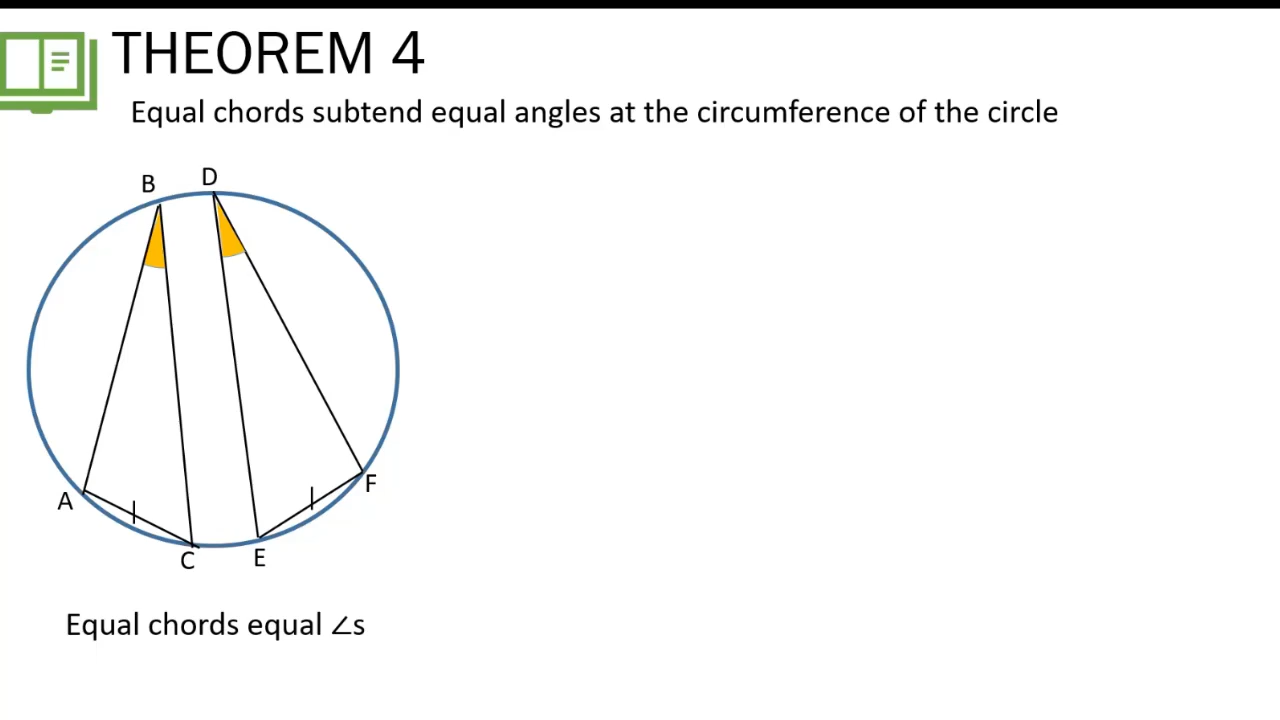 THEOREM 4
Equal chords subtend equal angles at the circumference of the circle
B
D
A
F
C
E
Equal chords equal ∠s